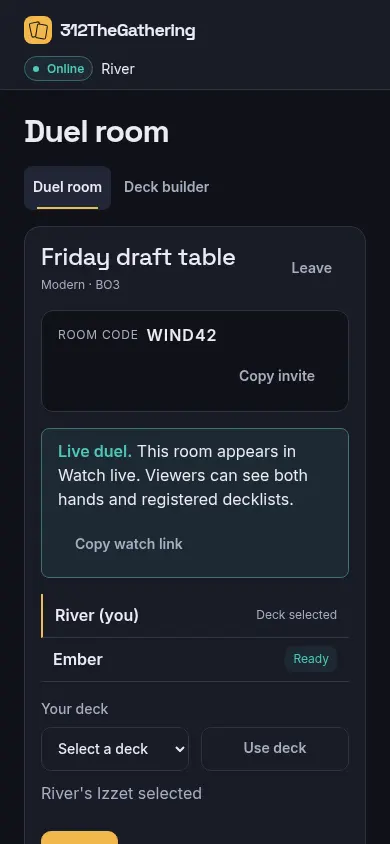 312TheGathering
Online River
Duel room
Duel room Deck builder
Friday draft table
Modern · BO3
Leave
ROOM CODE WIND42
Copy invite
Live duel. This room appears in
Watch live. Viewers can see both
hands and registered decklists.
Copy watch link
River (you) Deck selected
Ember Ready
Your deck
Select a deck Use deck
River's Izzet selected